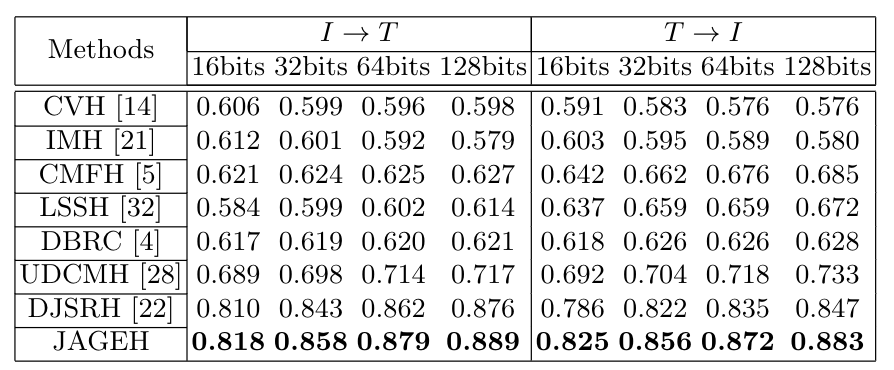 Methods I → T T → I
16bits 32bits 64bits 128bits 16bits 32bits 64bits 128bits
CVH [14] 0.606 0.599 0.596 0.598 0.591 0.583 0.576 0.576
IMH [21] 0.612 0.601 0.592 0.579 0.603 0.595 0.589 0.580
CMFH [5] 0.621 0.624 0.625 0.627 0.642 0.662 0.676 0.685
LSSH [32] 0.584 0.599 0.602 0.614 0.637 0.659 0.659 0.672
DBRC [4] 0.617 0.619 0.620 0.621 0.618 0.626 0.626 0.628
UDCMH [28] 0.689 0.698 0.714 0.717 0.692 0.704 0.718 0.733
DJSRH [22] 0.810 0.843 0.862 0.876 0.786 0.822 0.835 0.847
JAGEH 0.818 0.858 0.879 0.889 0.825 0.856 0.872 0.883